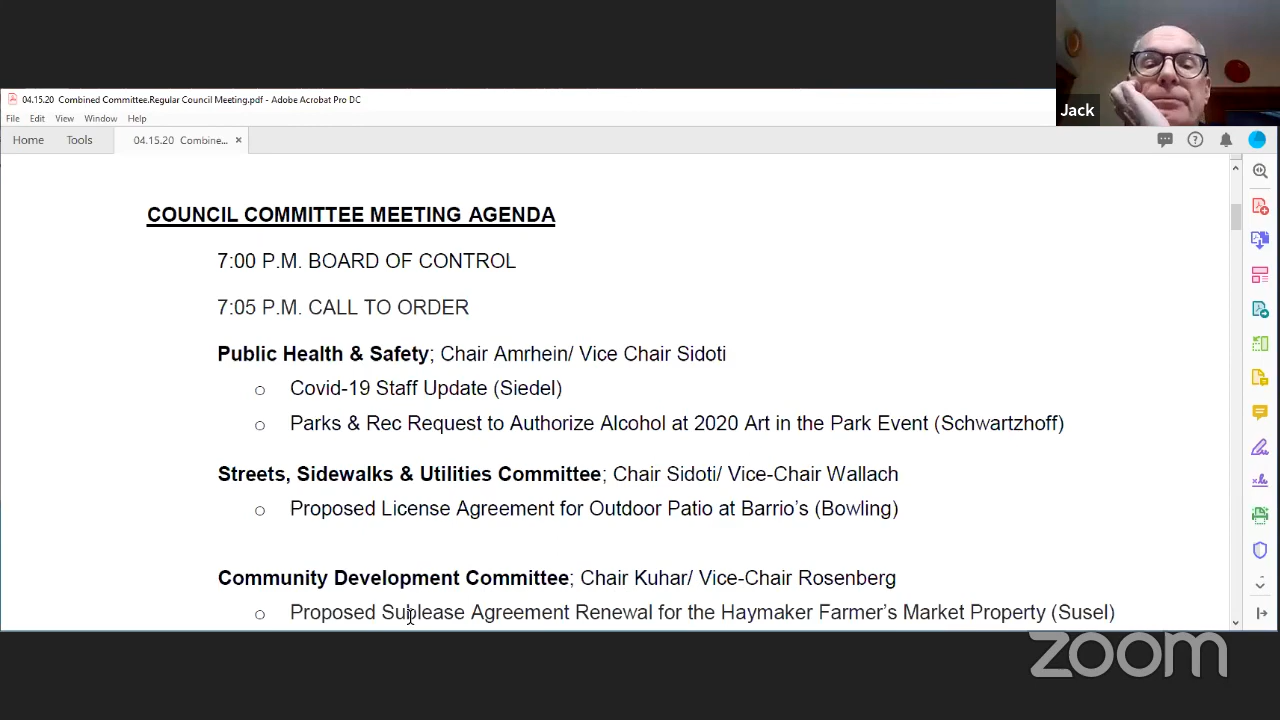 Jack
04.15.20 Combined Committee.Regular Council Meeting.pdf - Adobe Acrobat Pro DC
File Edit View Window Help
Home Tools 04.15.20 Combine... ×
COUNCIL COMMITTEE MEETING AGENDA
7:00 P.M. BOARD OF CONTROL
7:05 P.M. CALL TO ORDER
Public Health & Safety; Chair Amrhein/ Vice Chair Sidoti
o Covid-19 Staff Update (Siedel)
o Parks & Rec Request to Authorize Alcohol at 2020 Art in the Park Event (Schwartzhoff)
Streets, Sidewalks & Utilities Committee; Chair Sidoti/ Vice-Chair Wallach
o Proposed License Agreement for Outdoor Patio at Barrio's (Bowling)
Community Development Committee; Chair Kuhar/ Vice-Chair Rosenberg
o Proposed Sublease Agreement Renewal for the Haymaker Farmer's Market Property (Susel)
zoom